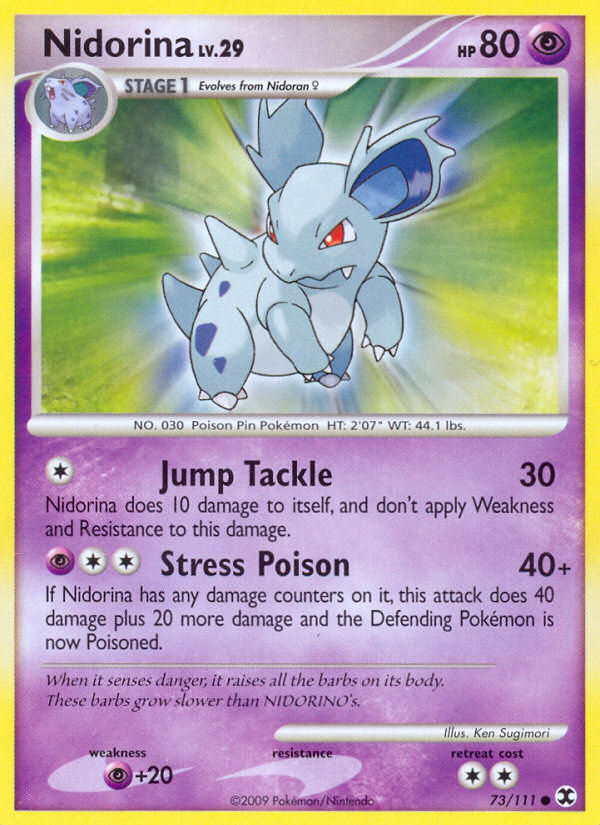 Nidorina LV.29
HP 80
STAGE 1 Evolves from Nidoran♀
NO. 030 Poison Pin Pokémon HT: 2'07" WT: 44.1 lbs.
Jump Tackle 30
Nidorina does 10 damage to itself, and don't apply Weakness
and Resistance to this damage.
Stress Poison 40+
If Nidorina has any damage counters on it, this attack does 40
damage plus 20 more damage and the Defending Pokémon is
now Poisoned.
When it senses danger, it raises all the barbs on its body.
These barbs grow slower than NIDORINO's.
Illus. Ken Sugimori
weakness resistance retreat cost
+20
©2009 Pokémon/Nintendo 73/111